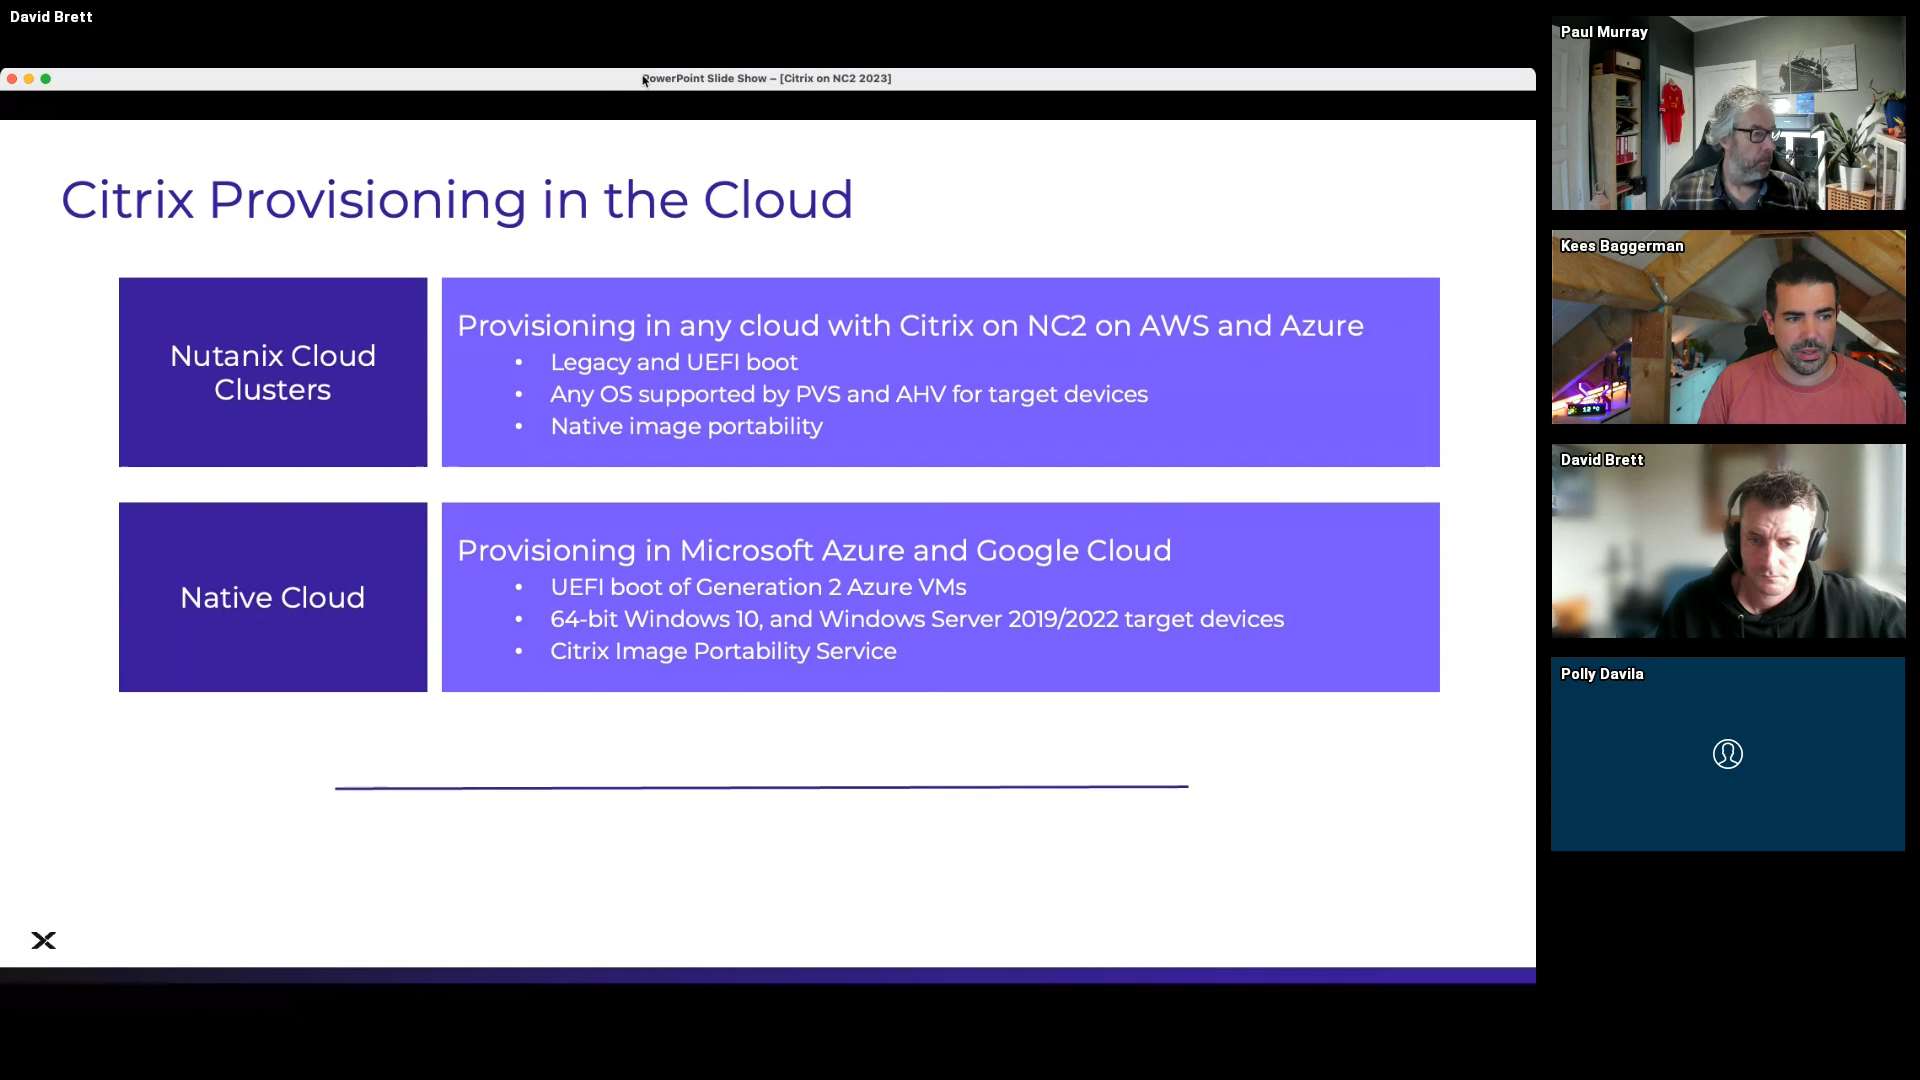 David Brett
PowerPoint Slide Show – [Citrix on NC2 2023]
Citrix Provisioning in the Cloud
Nutanix Cloud
Clusters
Provisioning in any cloud with Citrix on NC2 on AWS and Azure
• Legacy and UEFI boot
• Any OS supported by PVS and AHV for target devices
• Native image portability
Native Cloud
Provisioning in Microsoft Azure and Google Cloud
• UEFI boot of Generation 2 Azure VMs
• 64-bit Windows 10, and Windows Server 2019/2022 target devices
• Citrix Image Portability Service
Paul Murray
Kees Baggerman
David Brett
Polly Davila